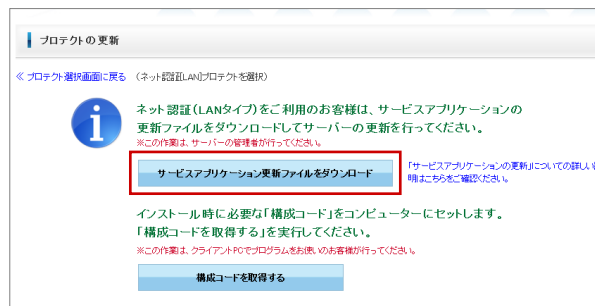 プロテクトの更新
≪ プロテクト選択画面に戻る （ネット認証[LAN]プロテクトを選択）
ネット認証（LANタイプ）をご利用のお客様は、サービスアプリケーションの
更新ファイルをダウンロードしてサーバーの更新を行ってください。
※この作業は、サーバーの管理者が行ってください。
サービスアプリケーション更新ファイルをダウンロード
「サービスアプリケーションの更新」についての詳しい
明はこちらをご確認ください。
インストール時に必要な「構成コード」をコンピューターにセットします。
「構成コードを取得する」を実行してください。
※この作業は、クライアントPCでプログラムをお使いのお客様が行ってください。
構成コードを取得する